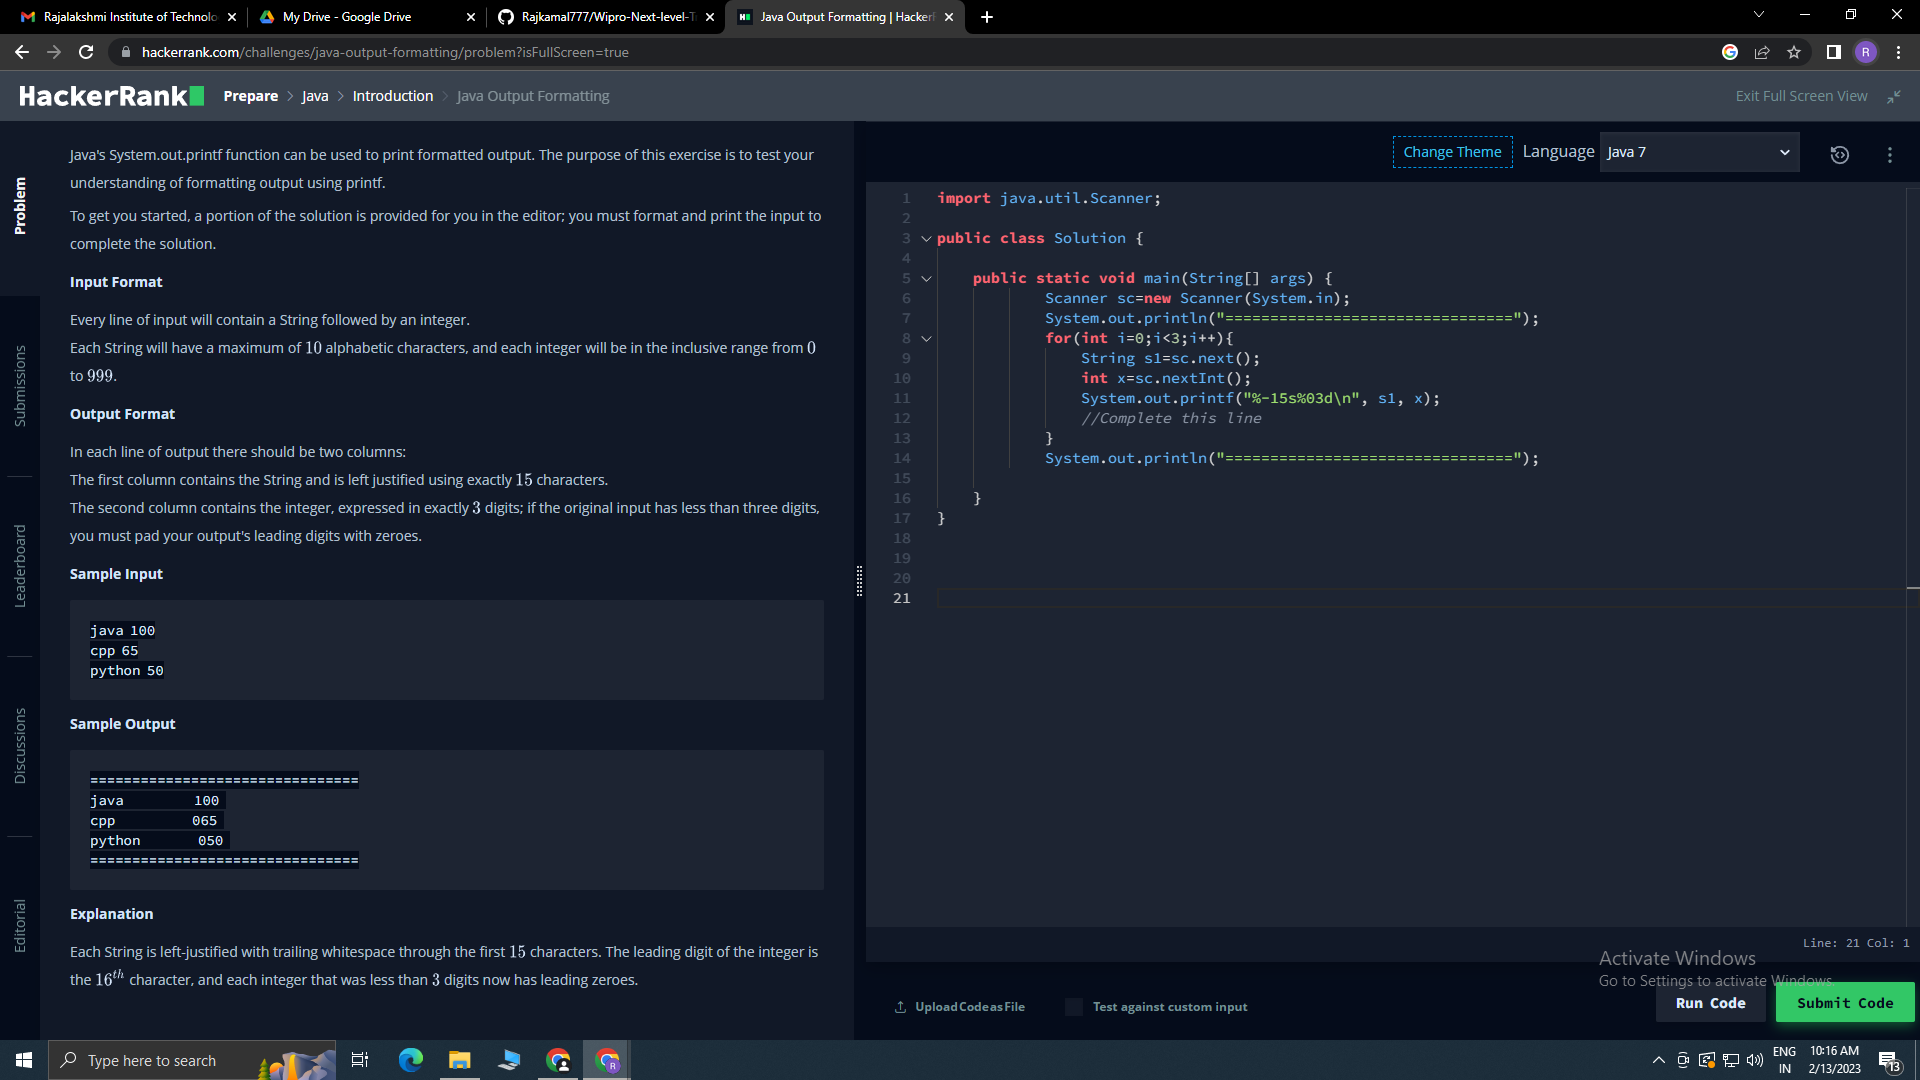 Rajalakshmi Institute of Technolo
My Drive - Google Drive
Rajkamal777/Wipro-Next-level-T
Java Output Formatting | Hacker
hackerrank.com/challenges/java-output-formatting/problem?isFullScreen=true
R
HackerRank
Prepare > Java > Introduction > Java Output Formatting
Exit Full Screen View
Problem
Submissions
Leaderboard
Discussions
Editorial
Java's System.out.printf function can be used to print formatted output. The purpose of this exercise is to test your
understanding of formatting output using printf.
To get you started, a portion of the solution is provided for you in the editor; you must format and print the input to
complete the solution.
Input Format
Every line of input will contain a String followed by an integer.
Each String will have a maximum of 10 alphabetic characters, and each integer will be in the inclusive range from 0
to 999.
Output Format
In each line of output there should be two columns:
The first column contains the String and is left justified using exactly 15 characters.
The second column contains the integer, expressed in exactly 3 digits; if the original input has less than three digits,
you must pad your output's leading digits with zeroes.
Sample Input
java 100
cpp 65
python 50
Sample Output
================================
java           100
cpp            065
python         050
================================
Explanation
Each String is left-justified with trailing whitespace through the first 15 characters. The leading digit of the integer is
the 16th character, and each integer that was less than 3 digits now has leading zeroes.
Change Theme
Language
Java 7
1 import java.util.Scanner;
2
3 public class Solution {
4
5     public static void main(String[] args) {
6             Scanner sc=new Scanner(System.in);
7             System.out.println("================================");
8             for(int i=0;i<3;i++){
9                 String s1=sc.next();
10                 int x=sc.nextInt();
11                 System.out.printf("%-15s%03d\n", s1, x);
12                 //Complete this line
13             }
14             System.out.println("================================");
15
16     }
17 }
18
19
20
21
Line: 21 Col: 1
Activate Windows
Go to Settings to activate Windows.
Upload Code as File
Test against custom input
Run Code
Submit Code
Type here to search
R
ENG
IN
10:16 AM
2/13/2023
13